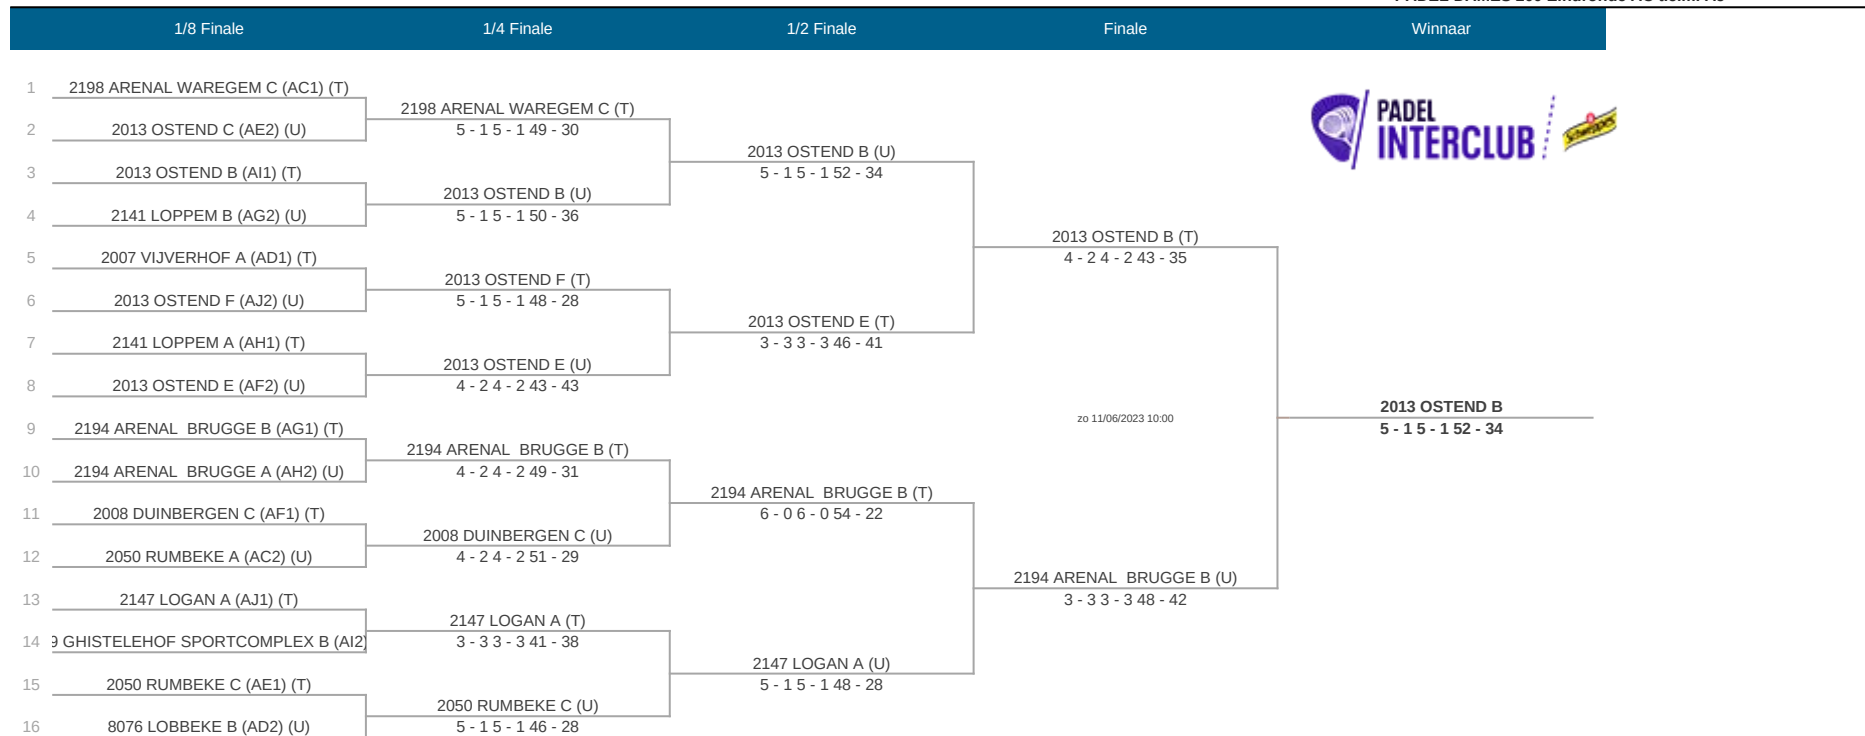 1/8 Finale 1/4 Finale 1/2 Finale Finale Winnaar
1 2198 ARENAL WAREGEM C (AC1) (T)
2198 ARENAL WAREGEM C (T)
2 2013 OSTEND C (AE2) (U)
5 - 1 5 - 1 49 - 30
PADEL
INTERCLUB
Schweppes
2013 OSTEND B (U)
3 2013 OSTEND B (AI1) (T)
5 - 1 5 - 1 52 - 34
2013 OSTEND B (U)
4 2141 LOPPEM B (AG2) (U)
5 - 1 5 - 1 50 - 36
2013 OSTEND B (T)
5 2007 VIJVERHOF A (AD1) (T)
4 - 2 4 - 2 43 - 35
2013 OSTEND F (T)
6 2013 OSTEND F (AJ2) (U)
5 - 1 5 - 1 48 - 28
2013 OSTEND E (T)
7 2141 LOPPEM A (AH1) (T)
3 - 3 3 - 3 46 - 41
2013 OSTEND E (U)
8 2013 OSTEND E (AF2) (U)
4 - 2 4 - 2 43 - 43
2013 OSTEND B
zo 11/06/2023 10:00
9 2194 ARENAL BRUGGE B (AG1) (T)
5 - 1 5 - 1 52 - 34
2194 ARENAL BRUGGE B (T)
10 2194 ARENAL BRUGGE A (AH2) (U)
4 - 2 4 - 2 49 - 31
2194 ARENAL BRUGGE B (T)
11 2008 DUINBERGEN C (AF1) (T)
6 - 0 6 - 0 54 - 22
2008 DUINBERGEN C (U)
12 2050 RUMBEKE A (AC2) (U)
4 - 2 4 - 2 51 - 29
2194 ARENAL BRUGGE B (U)
13 2147 LOGAN A (AJ1) (T)
3 - 3 3 - 3 48 - 42
2147 LOGAN A (T)
14 9 GHISTELEHOF SPORTCOMPLEX B (AI2)
3 - 3 3 - 3 41 - 38
2147 LOGAN A (U)
15 2050 RUMBEKE C (AE1) (T)
5 - 1 5 - 1 48 - 28
2050 RUMBEKE C (U)
16 8076 LOBBEKE B (AD2) (U)
5 - 1 5 - 1 46 - 28